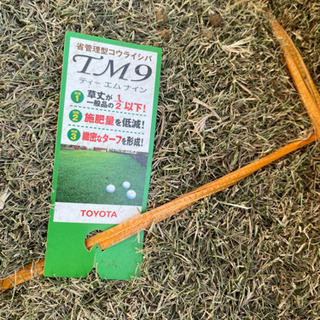 省管理型コウライシバ
TM9
ティーエムナイン
1 草丈が一般品の1/2以下!
2 施肥量を低減!
3 緻密なターフを形成!
TOYOTA